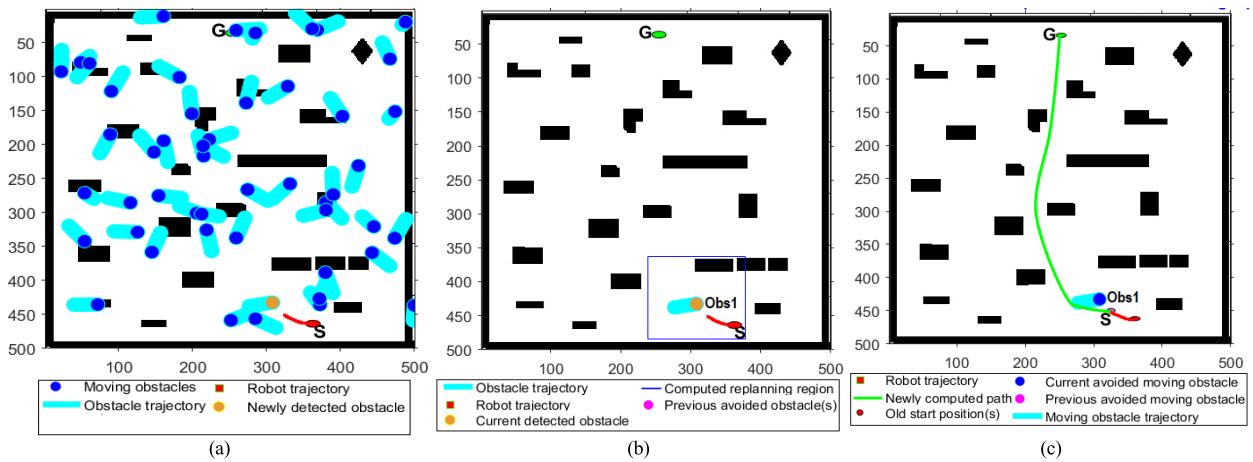 G
50
100
150
200
250
300
350
400
450
500
S
100 200 300 400 500
Moving obstacles
Robot trajectory
Obstacle trajectory
Newly detected obstacle
(a)
G
50
100
150
200
250
300
350
400
450
500
Obs1
S
100 200 300 400 500
Obstacle trajectory
Computed replanning region
Robot trajectory
Previous avoided obstacle(s)
Current detected obstacle
(b)
G
50
100
150
200
250
300
350
400
450
500
Obs1
S
100 200 300 400 500
Robot trajectory
Current avoided moving obstacle
Newly computed path
Previous avoided moving obstacle
Old start position(s)
Moving obstacle trajectory
(c)